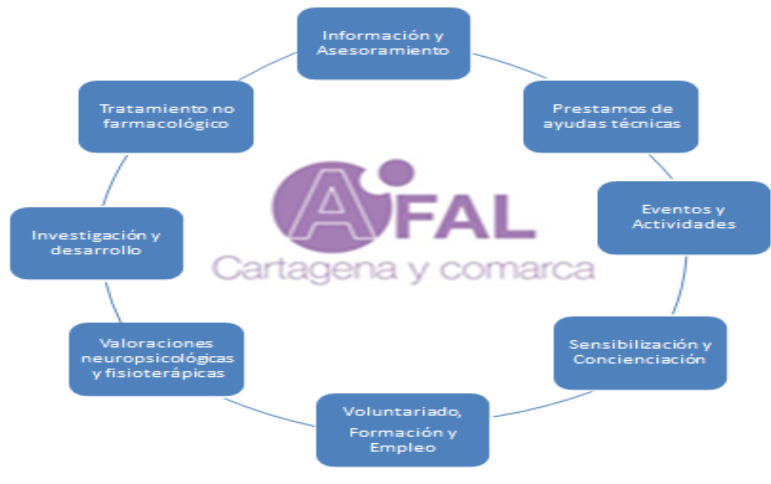 Información y
Asesoramiento
Prestamos de
ayudas técnicas
Eventos y
Actividades
Sensibilización y
Concienciación
Voluntariado,
Formación y
Empleo
Valoraciones
neuropsicológicas
y fisioterápicas
Investigación y
desarrollo
Tratamiento no
farmacológico
AFAL
Cartagena y comarca